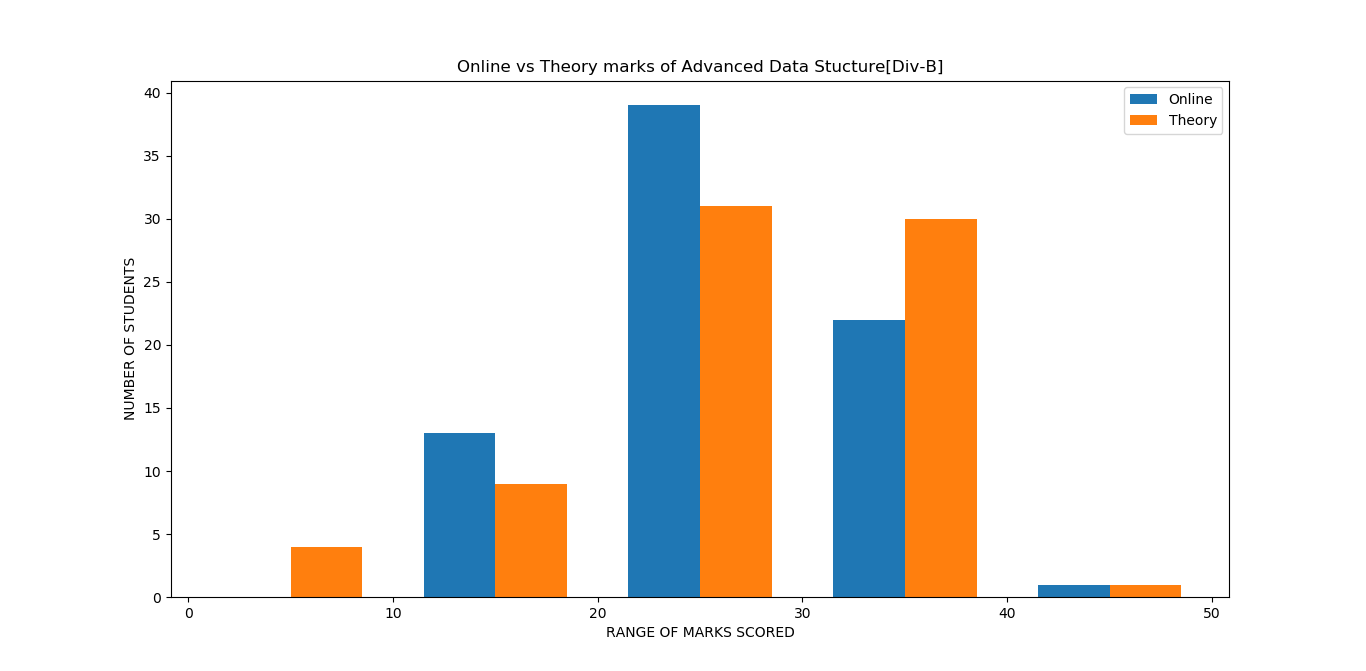 Online vs Theory marks of Advanced Data Stucture[Div-B]
Online
Theory
40
35
30
25
20
15
10
5
0
NUMBER OF STUDENTS
0 10 20 30 40 50
RANGE OF MARKS SCORED